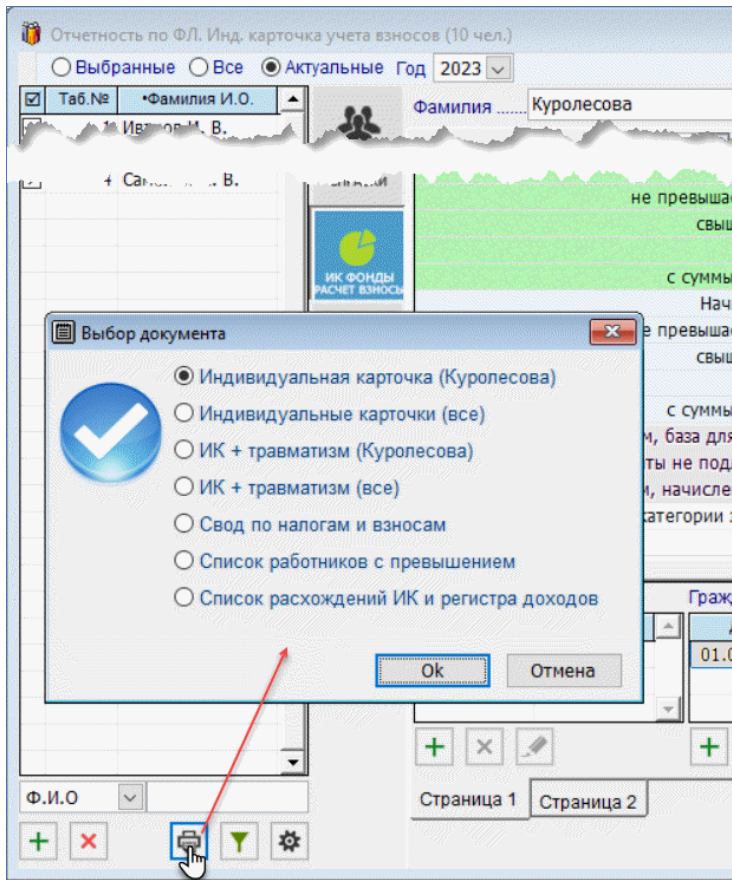 Отчетность по ФЛ. Инд. карточка учета взносов (10 чел.)
Выбранные Все Актуальные Год 2023
Таб.№ •Фамилия И.О.
Фамилия ....... Куролесова
В.
4 В.
не превыша
свыш
ИК ФОНДЫ
РАСЧЕТ ВЗНОСЫ
с суммы
Нач
Выбор документа
е превыша
свыш
Индивидуальная карточка (Куролесова)
Индивидуальные карточки (все)
с суммы
м, база для
ИК + травматизм (Куролесова)
ты не под
ИК + травматизм (все)
и, начисле
Свод по налогам и взносам
категории
Список работников с превышением
Список расхождений ИК и регистра доходов
Граж
01.0
Ok Отмена
Ф.И.О
Страница 1 Страница 2